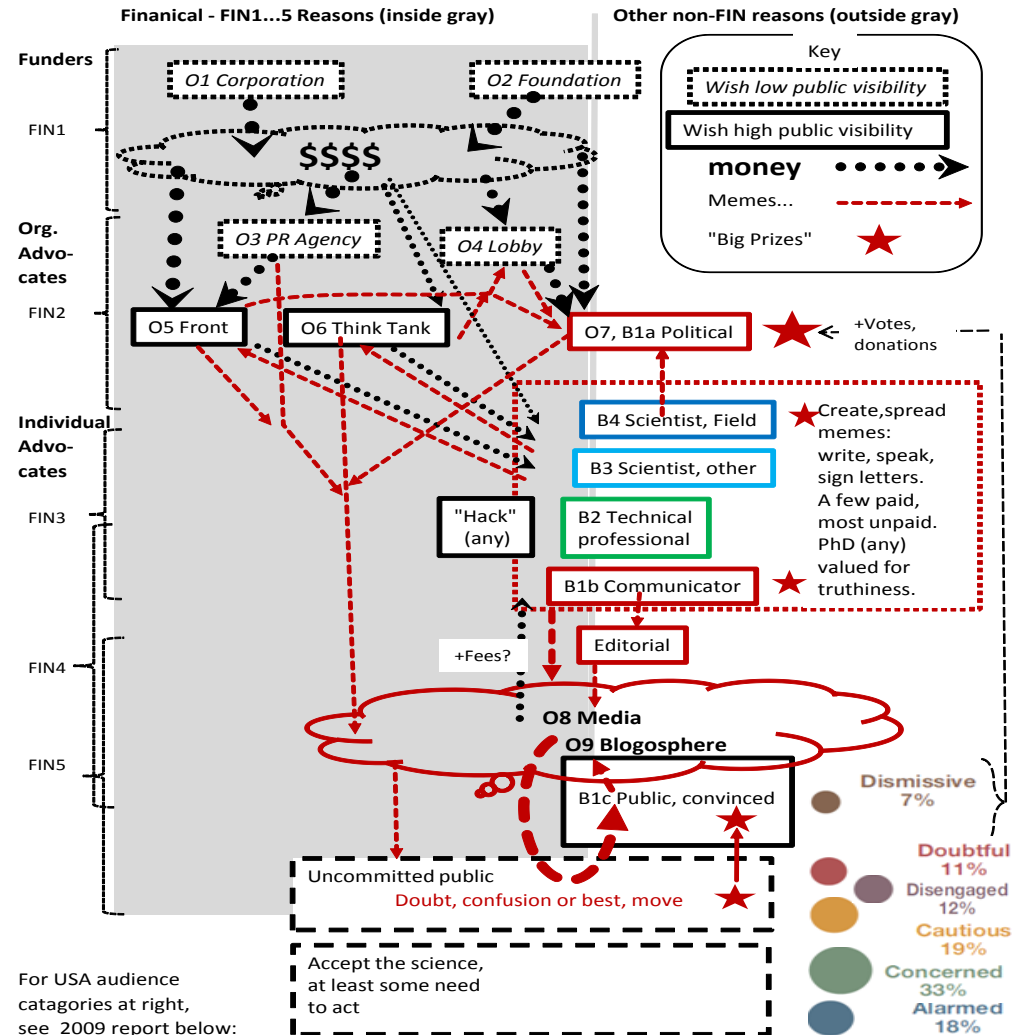 Finanical - FIN1...5 Reasons (inside gray)
Other non-FIN reasons (outside gray)
Funders
FIN1
O1 Corporation
O2 Foundation
$$$$
Key
Wish low public visibility
Wish high public visibility
money
Memes...
"Big Prizes"
Org.
Advo-
cates
FIN2
O3 PR Agency
O4 Lobby
O5 Front
O6 Think Tank
O7, B1a Political
+Votes,
donations
Individual
Advo-
cates
FIN3
B4 Scientist, Field
B3 Scientist, other
"Hack"
(any)
B2 Technical
professional
B1b Communicator
Create,spread
memes:
write, speak,
sign letters.
A few paid,
most unpaid.
PhD (any)
valued for
truthiness.
FIN4
+Fees?
Editorial
O8 Media
O9 Blogosphere
FIN5
B1c Public, convinced
Uncommitted public
Doubt, confusion or best, move
Accept the science,
at least some need
to act
Dismissive
7%
Doubtful
11%
Disengaged
12%
Cautious
19%
Concerned
33%
Alarmed
18%
For USA audience
catagories at right,
see 2009 report below: